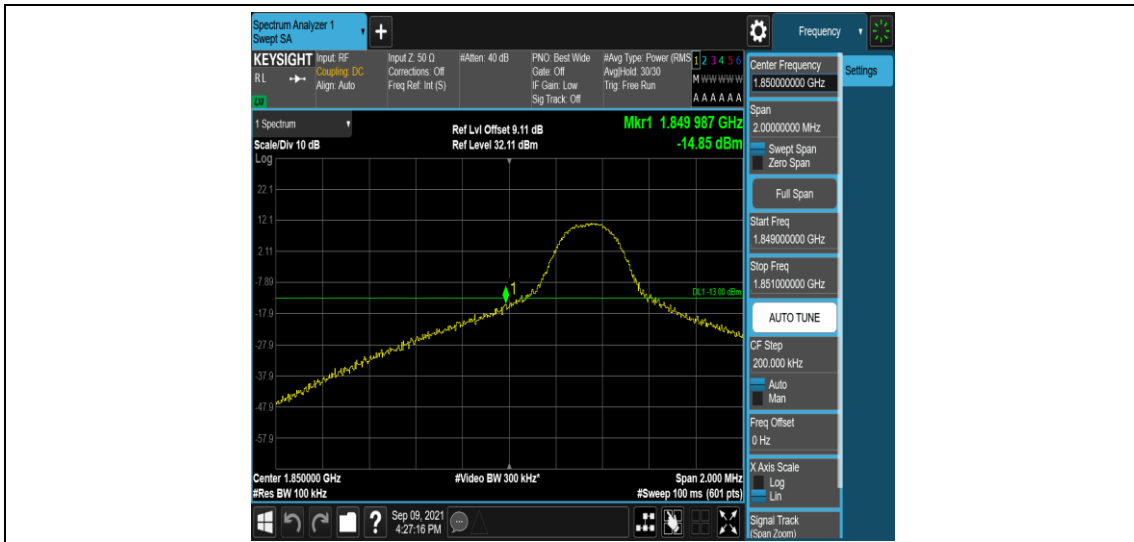 Spectrum Analyzer 1
Swept SA
+
Frequency
KEYSIGHT
RL
LXI
Input: RF
Coupling: DC
Align: Auto
Input Z: 50 Ω
Corrections: Off
Freq Ref: Int (S)
#Atten: 40 dB
PNO: Best Wide
Gate: Off
IF Gain: Low
Sig Track: Off
#Avg Type: Power (RMS
Avg|Hold: 30/30
Trig: Free Run
1 2 3 4 5 6
M W W W W W
A A A A A A
1 Spectrum
Scale/Div 10 dB
Log
Ref Lvl Offset 9.11 dB
Ref Level 32.11 dBm
Mkr1 1.849 987 GHz
-14.85 dBm
22.1
12.1
2.11
-7.89
-17.9
-27.9
-37.9
-47.9
-57.9
1
DL1 -13.00 dBm
Center 1.850000 GHz
#Res BW 100 kHz
#Video BW 300 kHz*
Span 2.000 MHz
#Sweep 100 ms (601 pts)
?
Sep 09, 2021
4:27:16 PM
Settings
Center Frequency
1.850000000 GHz
Span
2.00000000 MHz
Swept Span
Zero Span
Full Span
Start Freq
1.849000000 GHz
Stop Freq
1.851000000 GHz
AUTO TUNE
CF Step
200.000 kHz
Auto
Man
Freq Offset
0 Hz
X Axis Scale
Log
Lin
Signal Track
(Span Zoom)